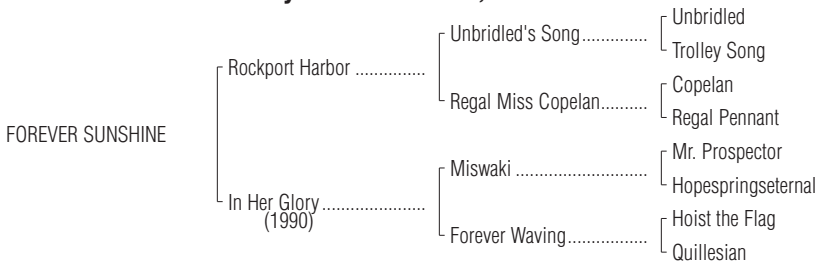 Unbridled
Unbridled's Song..............
Trolley Song
Rockport Harbor ...............
Copelan
Regal Miss Copelan..........
Regal Pennant
FOREVER SUNSHINE
Mr. Prospector
Miswaki ............................
Hopespringseternal
In Her Glory ......................
(1990)
Hoist the Flag
Forever Waving.................
Quillesian